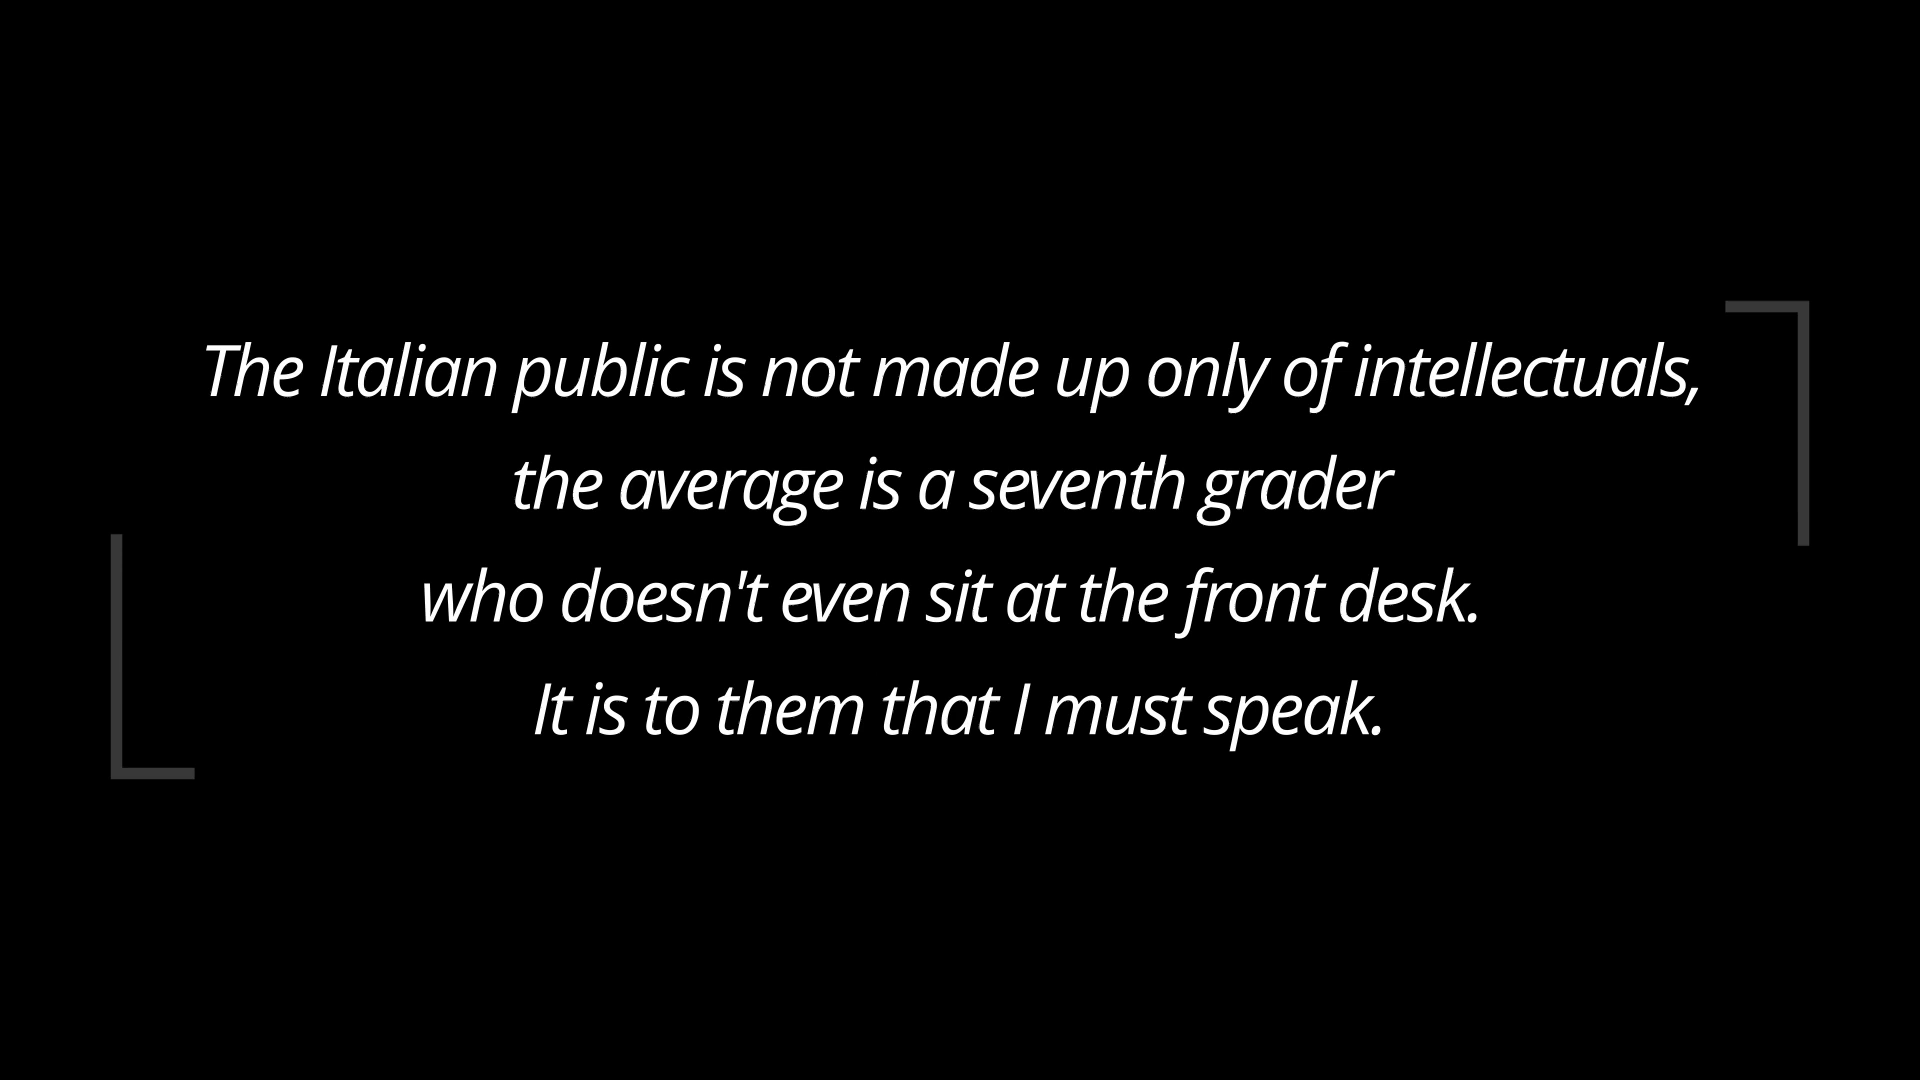 The Italian public is not made up only of intellectuals,
the average is a seventh grader
who doesn't even sit at the front desk.
It is to them that I must speak.